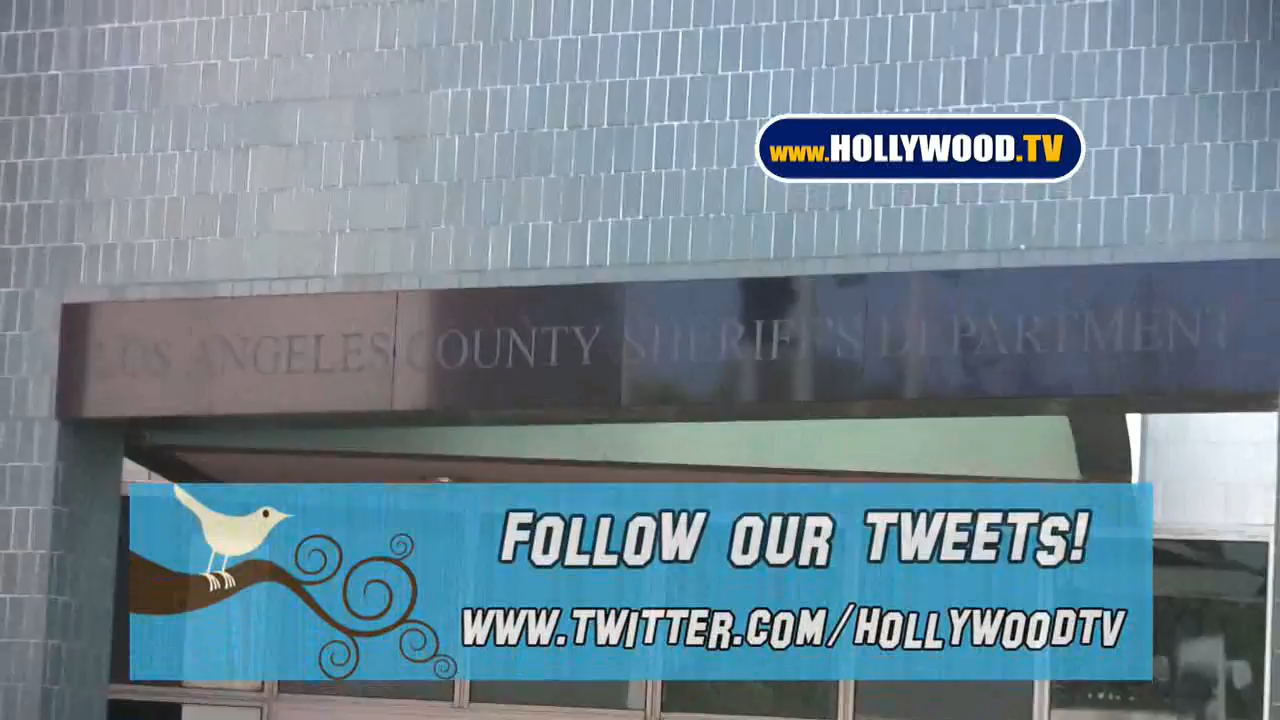 www.HOLLYWOOD.TV
LOS ANGELES COUNTY SHERIFF'S DEPARTMENT
FOLLOW OUR TWEETS!
WWW.TWITTER.COM/HOLLYWOODTV